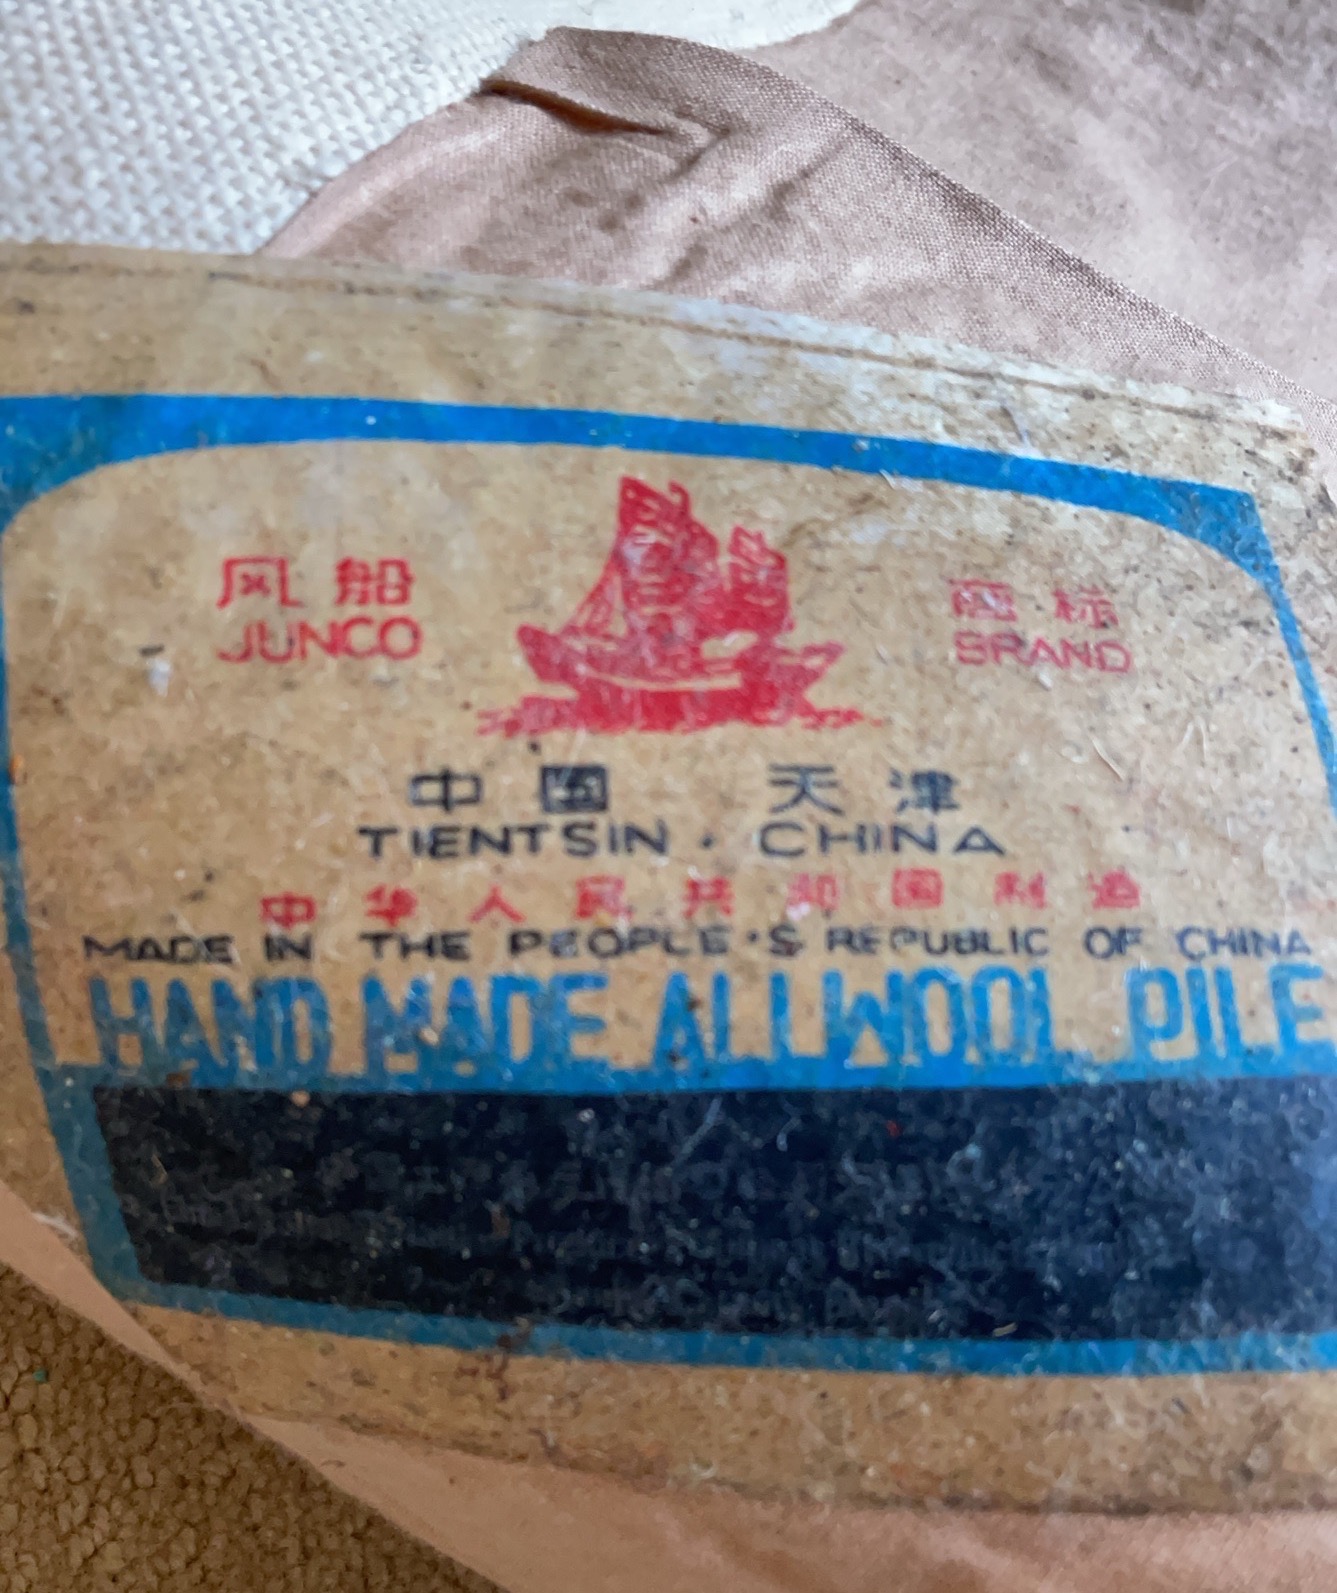 风船 商标
JUNCO BRAND
中国 天津
TIENTSIN · CHINA
中华人民共和国制造
MADE IN THE PEOPLE'S REPUBLIC OF CHINA
HAND MADE ALL WOOL PILE